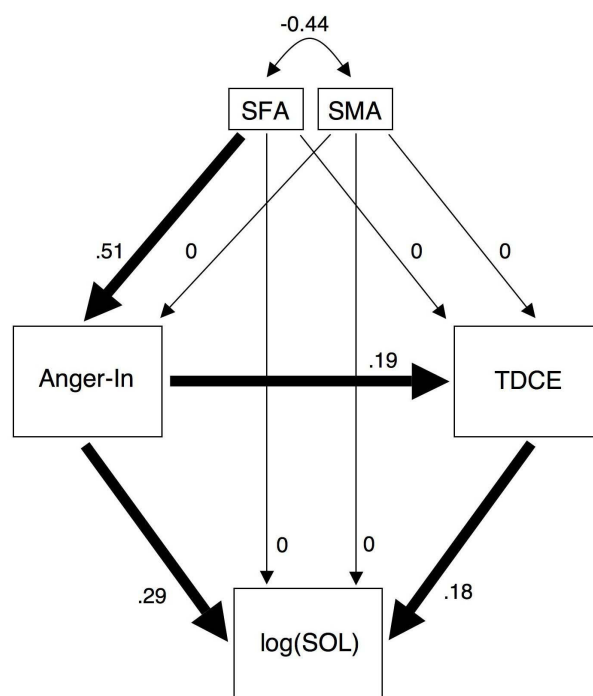 -0.44
SFA SMA
.51 0 0 0
Anger-In .19 TDCE
0 0
.29 .18
log(SOL)